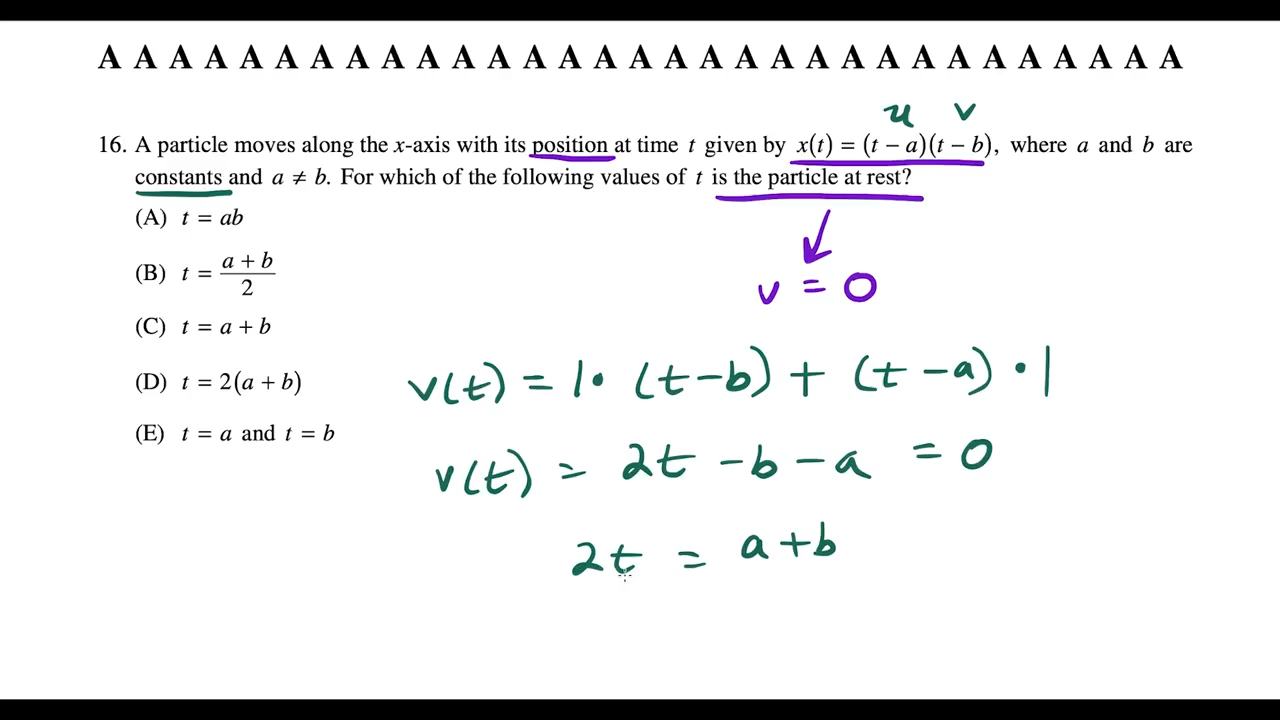 A A A A A A A A A A A A A A A A A A A A A A A A A A A A A A A
u v
16. A particle moves along the x-axis with its position at time t given by x(t) = (t − a)(t − b), where a and b are
constants and a ≠ b. For which of the following values of t is the particle at rest?
(A) t = ab
(B) t = a + b / 2
v = 0
(C) t = a + b
(D) t = 2(a + b)
v(t) = 1 · (t − b) + (t − a) · 1
(E) t = a and t = b
v(t) = 2t − b − a = 0
2t = a + b